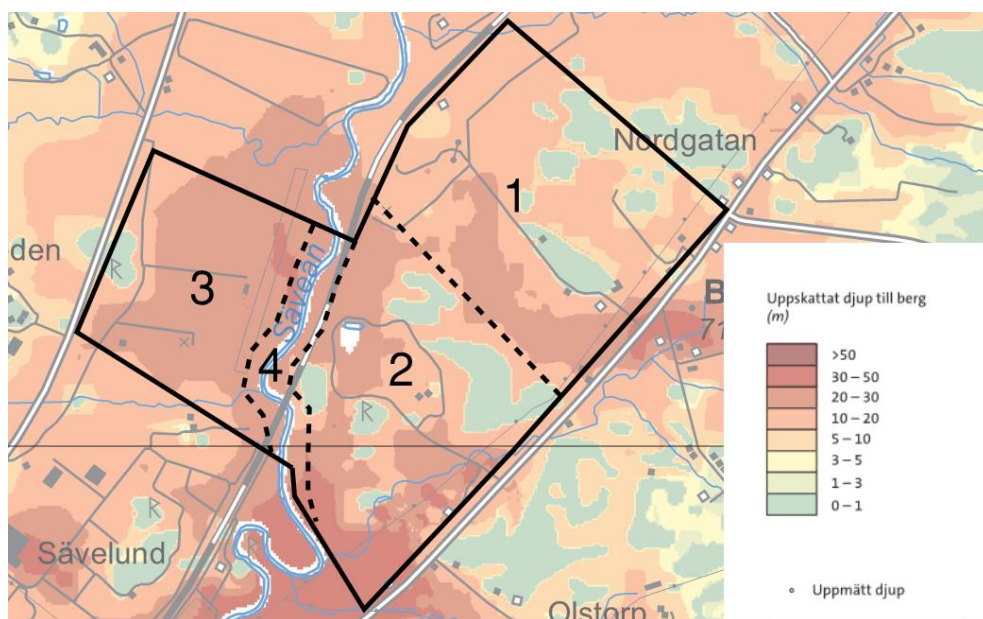 Nordgatan
1
den
3
Säveån
B
71
4
2
Sävelund
Olstorp
Uppskattat djup till berg
(m)
>50
30 – 50
20 – 30
10 – 20
5 – 10
3 – 5
1 – 3
0 – 1
Uppmätt djup